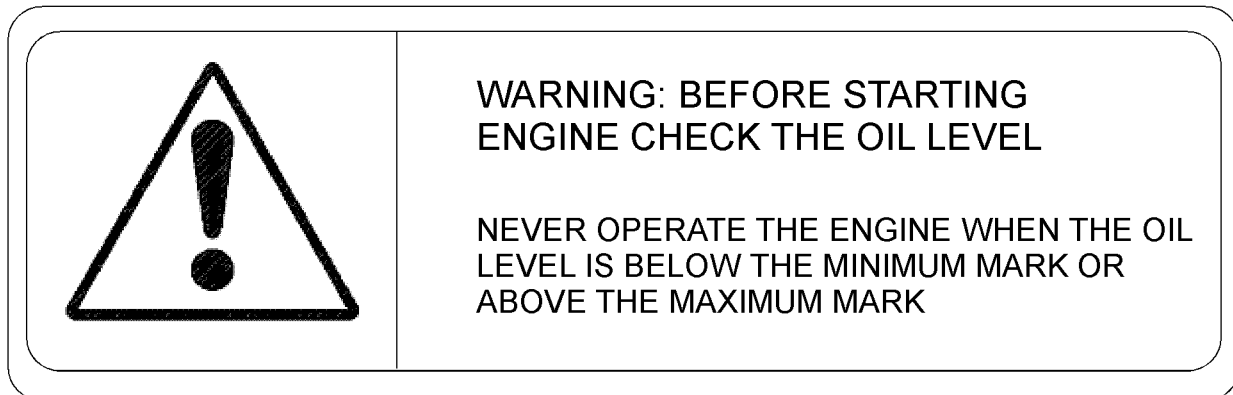 WARNING: BEFORE STARTING
ENGINE CHECK THE OIL LEVEL
NEVER OPERATE THE ENGINE WHEN THE OIL
LEVEL IS BELOW THE MINIMUM MARK OR
ABOVE THE MAXIMUM MARK